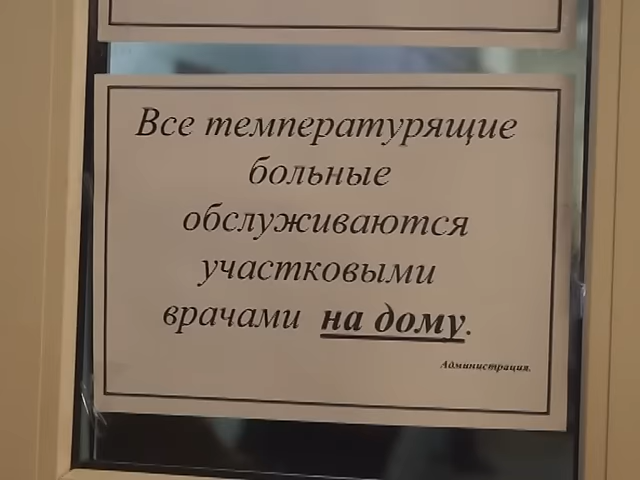 Все температурящие
больные
обслуживаются
участковыми
врачами на дому.
Администрация.